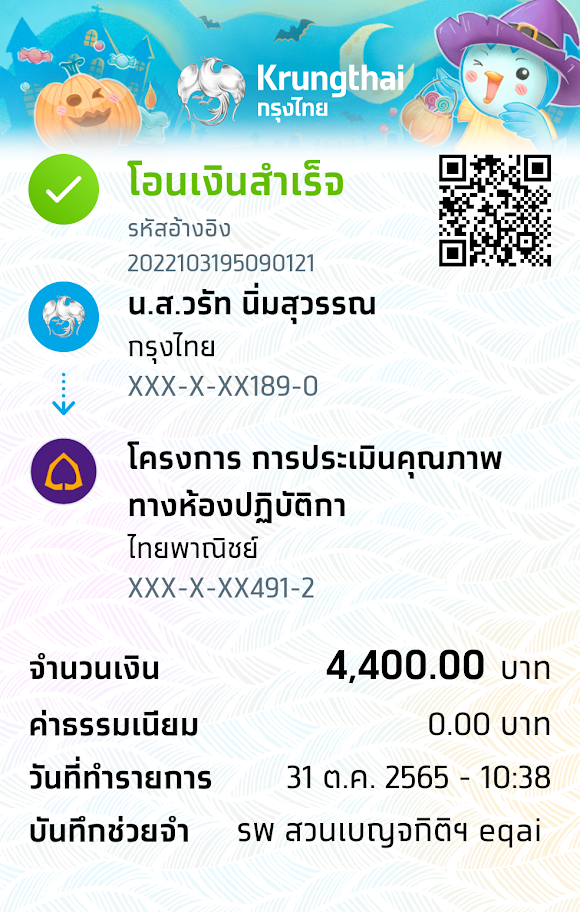 Krungthai
กรุงไทย
โอนเงินสำเร็จ
รหัสอ้างอิง
2022103195090121
น.ส.วรัท นิ่มสุวรรณ
กรุงไทย
XXX-X-XX189-0
โครงการ การประเมินคุณภาพ
ทางห้องปฏิบัติกา
ไทยพาณิชย์
XXX-X-XX491-2
จำนวนเงิน 4,400.00 บาท
ค่าธรรมเนียม 0.00 บาท
วันที่ทำรายการ 31 ต.ค. 2565 - 10:38
บันทึกช่วยจำ รพ สวนเบญจกิติฯ eqai